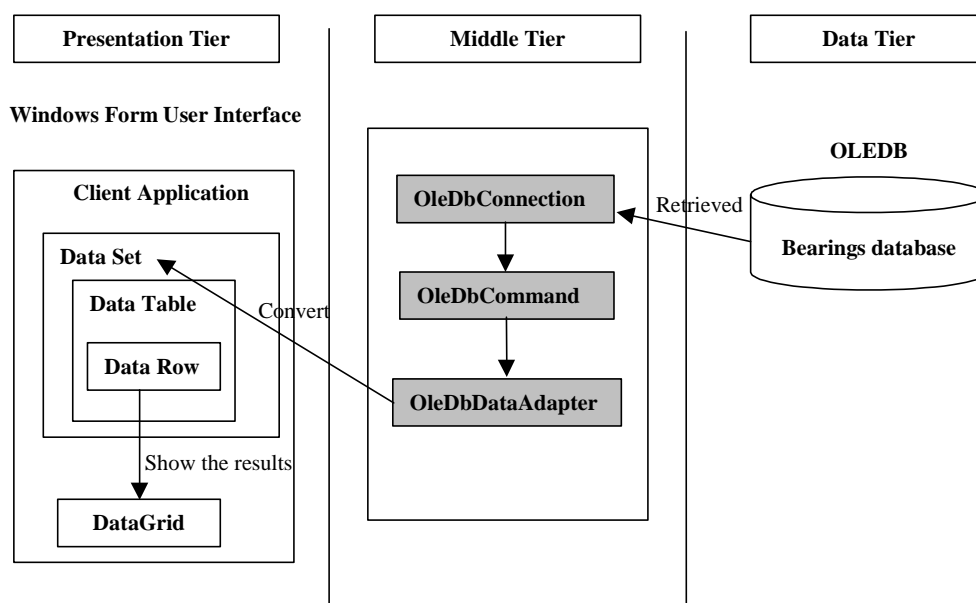 Presentation Tier
Middle Tier
Data Tier
Windows Form User Interface
OLEDB
Client Application
OleDbConnection
Retrieved
Bearings database
Data Set
OleDbCommand
Data Table
Convert
Data Row
OleDbDataAdapter
Show the results
DataGrid